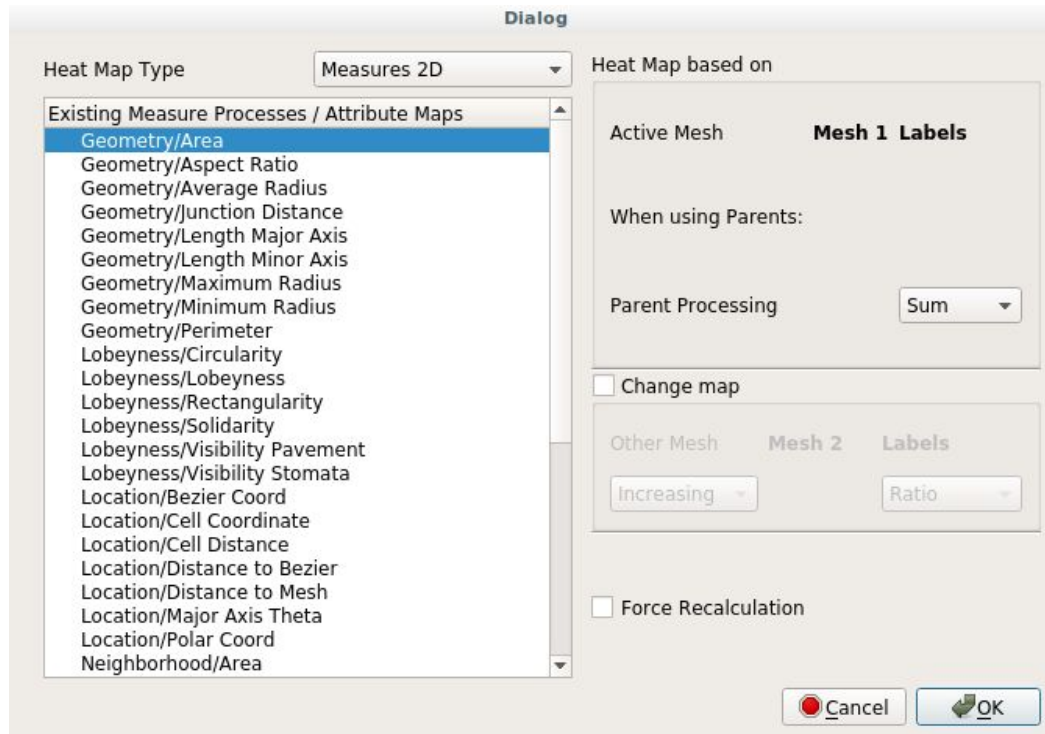 Dialog
Heat Map Type
Measures 2D
Existing Measure Processes / Attribute Maps
Geometry/Area
Geometry/Aspect Ratio
Geometry/Average Radius
Geometry/Junction Distance
Geometry/Length Major Axis
Geometry/Length Minor Axis
Geometry/Maximum Radius
Geometry/Minimum Radius
Geometry/Perimeter
Lobeyness/Circularity
Lobeyness/Lobeyness
Lobeyness/Rectangularity
Lobeyness/Solidarity
Lobeyness/Visibility Pavement
Lobeyness/Visibility Stomata
Location/Bezier Coord
Location/Cell Coordinate
Location/Cell Distance
Location/Distance to Bezier
Location/Distance to Mesh
Location/Major Axis Theta
Location/Polar Coord
Neighborhood/Area
Heat Map based on
Active Mesh Mesh 1 Labels
When using Parents:
Parent Processing Sum
Change map
Other Mesh Mesh 2 Labels
Increasing Ratio
Force Recalculation
Cancel OK